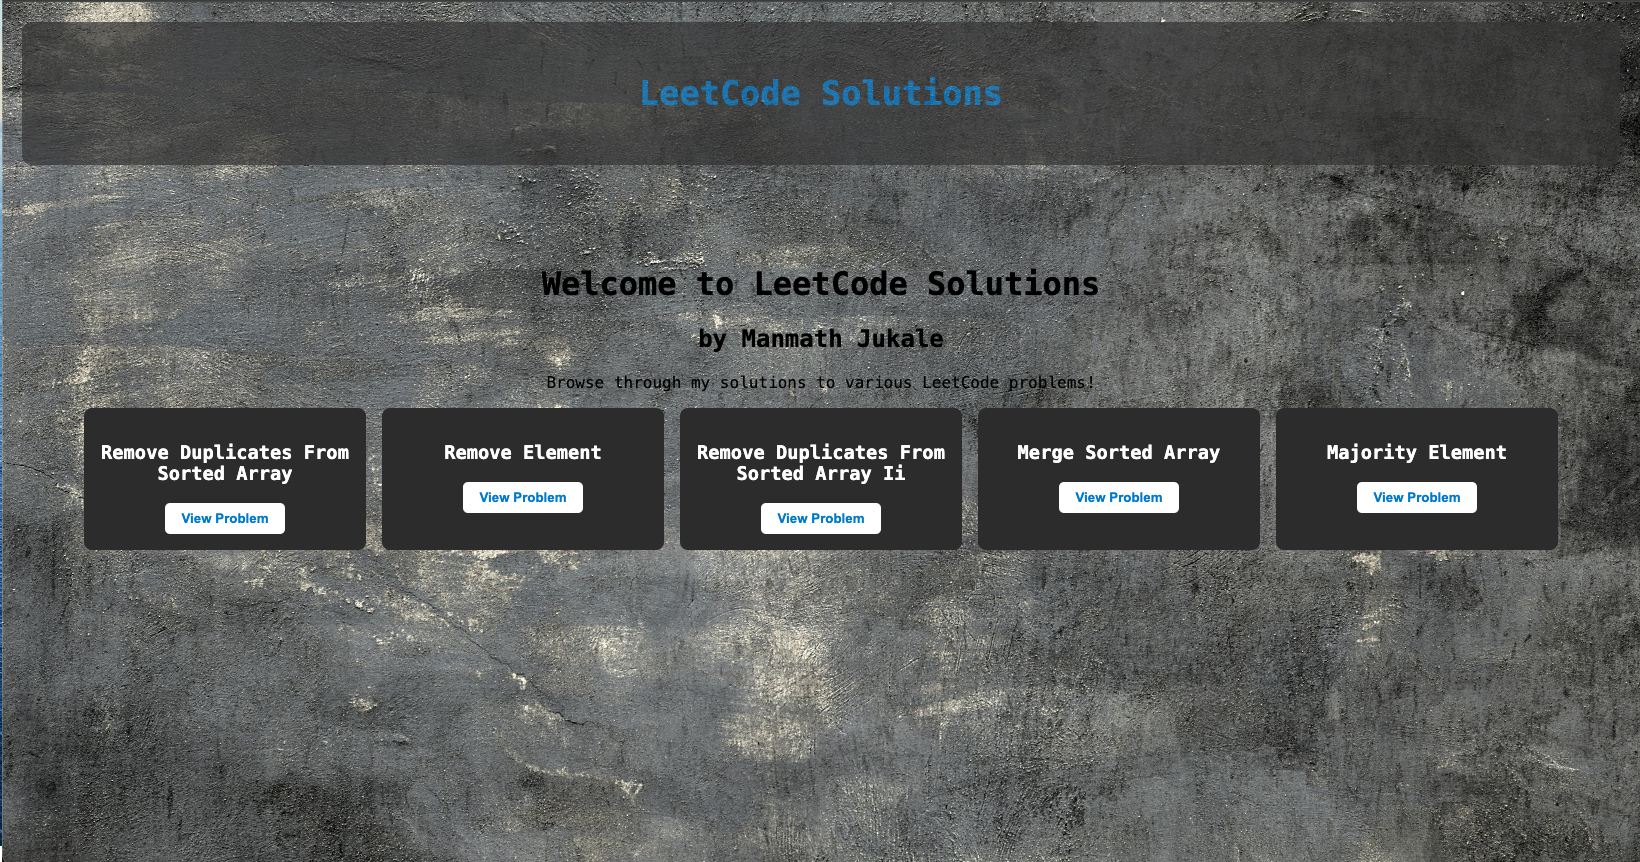 LeetCode Solutions
Welcome to LeetCode Solutions
by Manmath Jukale
Browse through my solutions to various LeetCode problems!
Remove Duplicates From
Sorted Array
View Problem
Remove Element
View Problem
Remove Duplicates From
Sorted Array Ii
View Problem
Merge Sorted Array
View Problem
Majority Element
View Problem